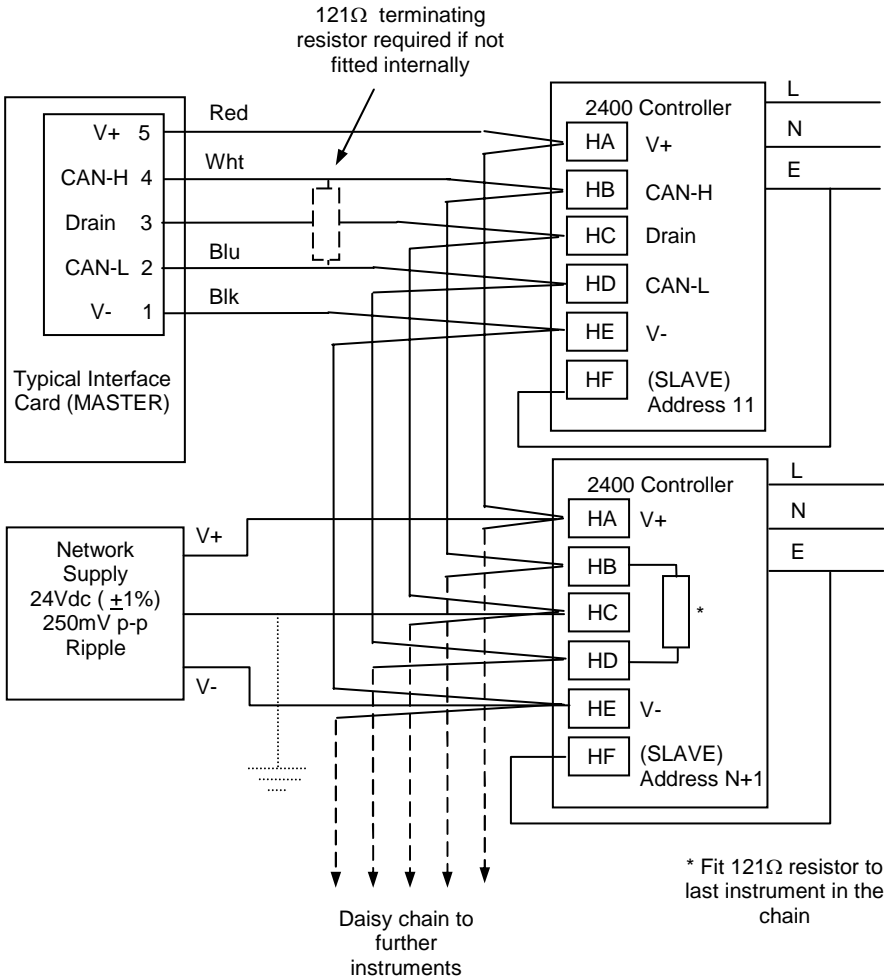 121Ω terminating
resistor required if not
fitted internally
V+ 5
CAN-H 4
Drain 3
CAN-L 2
V- 1
Typical Interface
Card (MASTER)
Red
Wht
Blu
Blk
2400 Controller
HA V+
HB CAN-H
HC Drain
HD CAN-L
HE V-
HF (SLAVE)
Address 11
L
N
E
Network
Supply
24Vdc ( ±1%)
250mV p-p
Ripple
V+
V-
2400 Controller
HA V+
HB
HC
HD
HE V-
HF (SLAVE)
Address N+1
*
L
N
E
* Fit 121Ω resistor to
last instrument in the
chain
Daisy chain to
further
instruments